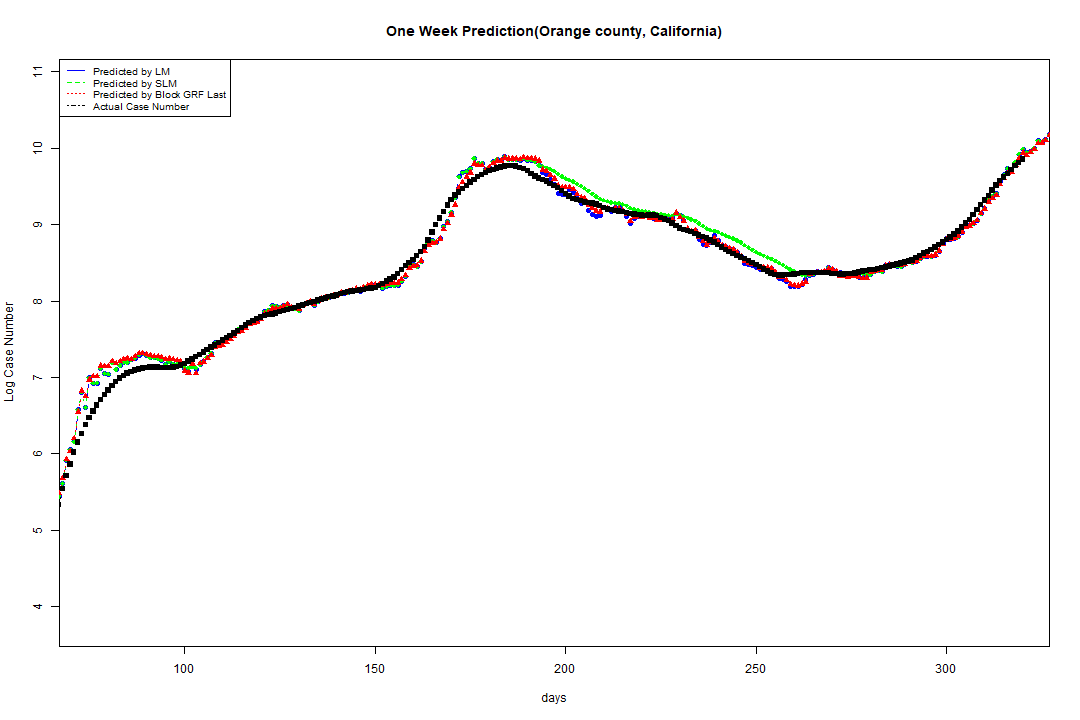 One Week Prediction(Orange county, California)
Predicted by LM
Predicted by SLM
Predicted by Block GRF Last
Actual Case Number
11
10
9
8
7
6
5
4
Log Case Number
100 150 200 250 300
days